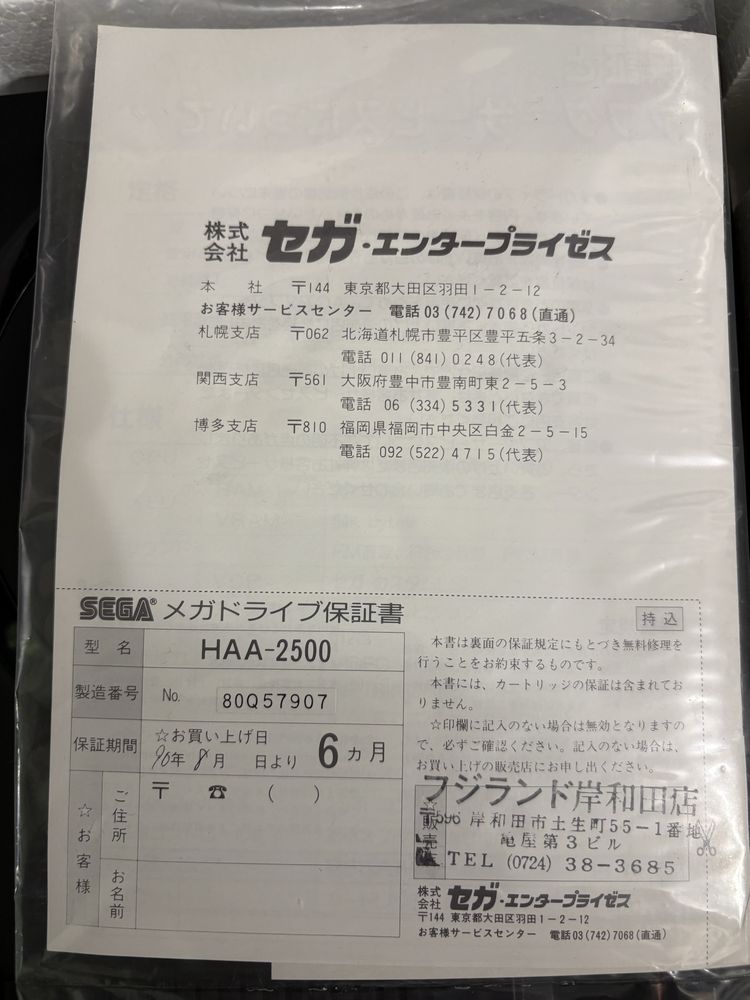 株式会社 セガ・エンタープライゼス
本　社 〒144 東京都大田区羽田1-2-12
お客様サービスセンター 電話03(742)7068(直通)
札幌支店 〒062 北海道札幌市豊平区豊平五条3-2-34
電話 011(841)0248(代表)
関西支店 〒561 大阪府豊中市豊南町東2-5-3
電話 06(334)5331(代表)
博多支店 〒810 福岡県福岡市中央区白金2-5-15
電話 092(522)4715(代表)
SEGA® メガドライブ保証書
持込
型　名 HAA-2500
製造番号 No. 80Q57907
保証期間 ☆お買い上げ日
90年 8月　日より 6ヵ月
☆お客様
ご住所 〒 ☎ (　)
お名前
本書は裏面の保証規定にもとづき無料修理を
行うことをお約束するものです。
本書には、カートリッジの保証は含まれてお
りません。
☆印欄に記入のない場合は無効となりますの
で、必ずご確認ください。記入のない場合は、
お買い上げの販売店にお申し出ください。
☆販売店
フジランド岸和田店
〒596 岸和田市土生町55-1番地
亀屋第3ビル
TEL (0724) 38-3685
株式会社 セガ・エンタープライゼス
〒144 東京都大田区羽田1-2-12
お客様サービスセンター 電話03(742)7068(直通)